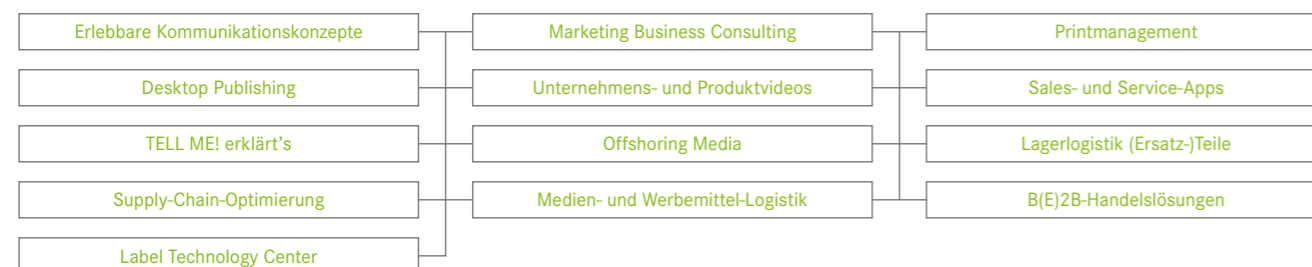 Erlebbare Kommunikationskonzepte
Marketing Business Consulting
Printmanagement
Desktop Publishing
Unternehmens- und Produktvideos
Sales- und Service-Apps
TELL ME! erklärt's
Offshoring Media
Lagerlogistik (Ersatz-)Teile
Supply-Chain-Optimierung
Medien- und Werbemittel-Logistik
B(E)2B-Handelslösungen
Label Technology Center